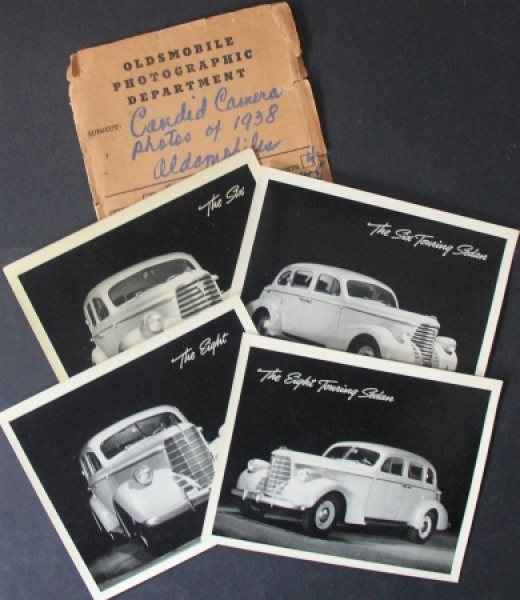 OLDSMOBILE
PHOTOGRAPHIC
DEPARTMENT
SUBJECT: Candid Camera
photos of 1938
Oldsmobiles
The Six
The Six Touring Sedan
The Eight
The Eight Touring Sedan